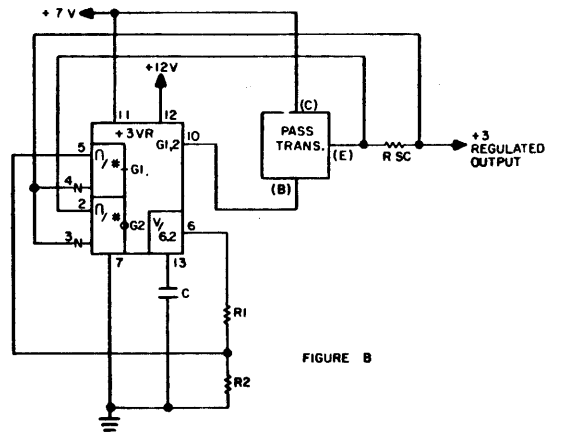 + 7 V
+12V
11
12
+3VR
10
G1,2
5
∩/#
G1.
4 N
2
∩/#
G2
3 N
V/6.2
6
7
13
C
R1
R2
(C)
PASS
TRANS.
(E)
(B)
R SC
+3
REGULATED
OUTPUT
FIGURE B